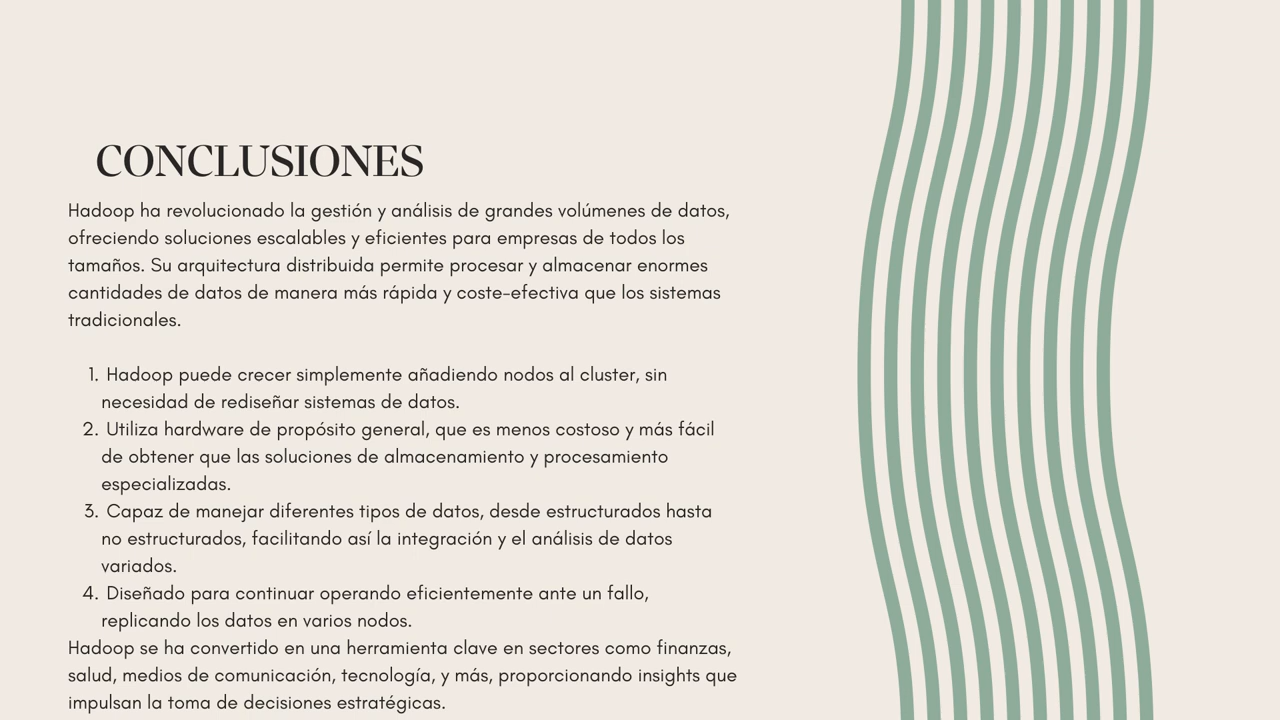 CONCLUSIONES
Hadoop ha revolucionado la gestión y análisis de grandes volúmenes de datos,
ofreciendo soluciones escalables y eficientes para empresas de todos los
tamaños. Su arquitectura distribuida permite procesar y almacenar enormes
cantidades de datos de manera más rápida y coste-efectiva que los sistemas
tradicionales.
1. Hadoop puede crecer simplemente añadiendo nodos al cluster, sin
necesidad de rediseñar sistemas de datos.
2. Utiliza hardware de propósito general, que es menos costoso y más fácil
de obtener que las soluciones de almacenamiento y procesamiento
especializadas.
3. Capaz de manejar diferentes tipos de datos, desde estructurados hasta
no estructurados, facilitando así la integración y el análisis de datos
variados.
4. Diseñado para continuar operando eficientemente ante un fallo,
replicando los datos en varios nodos.
Hadoop se ha convertido en una herramienta clave en sectores como finanzas,
salud, medios de comunicación, tecnología, y más, proporcionando insights que
impulsan la toma de decisiones estratégicas.